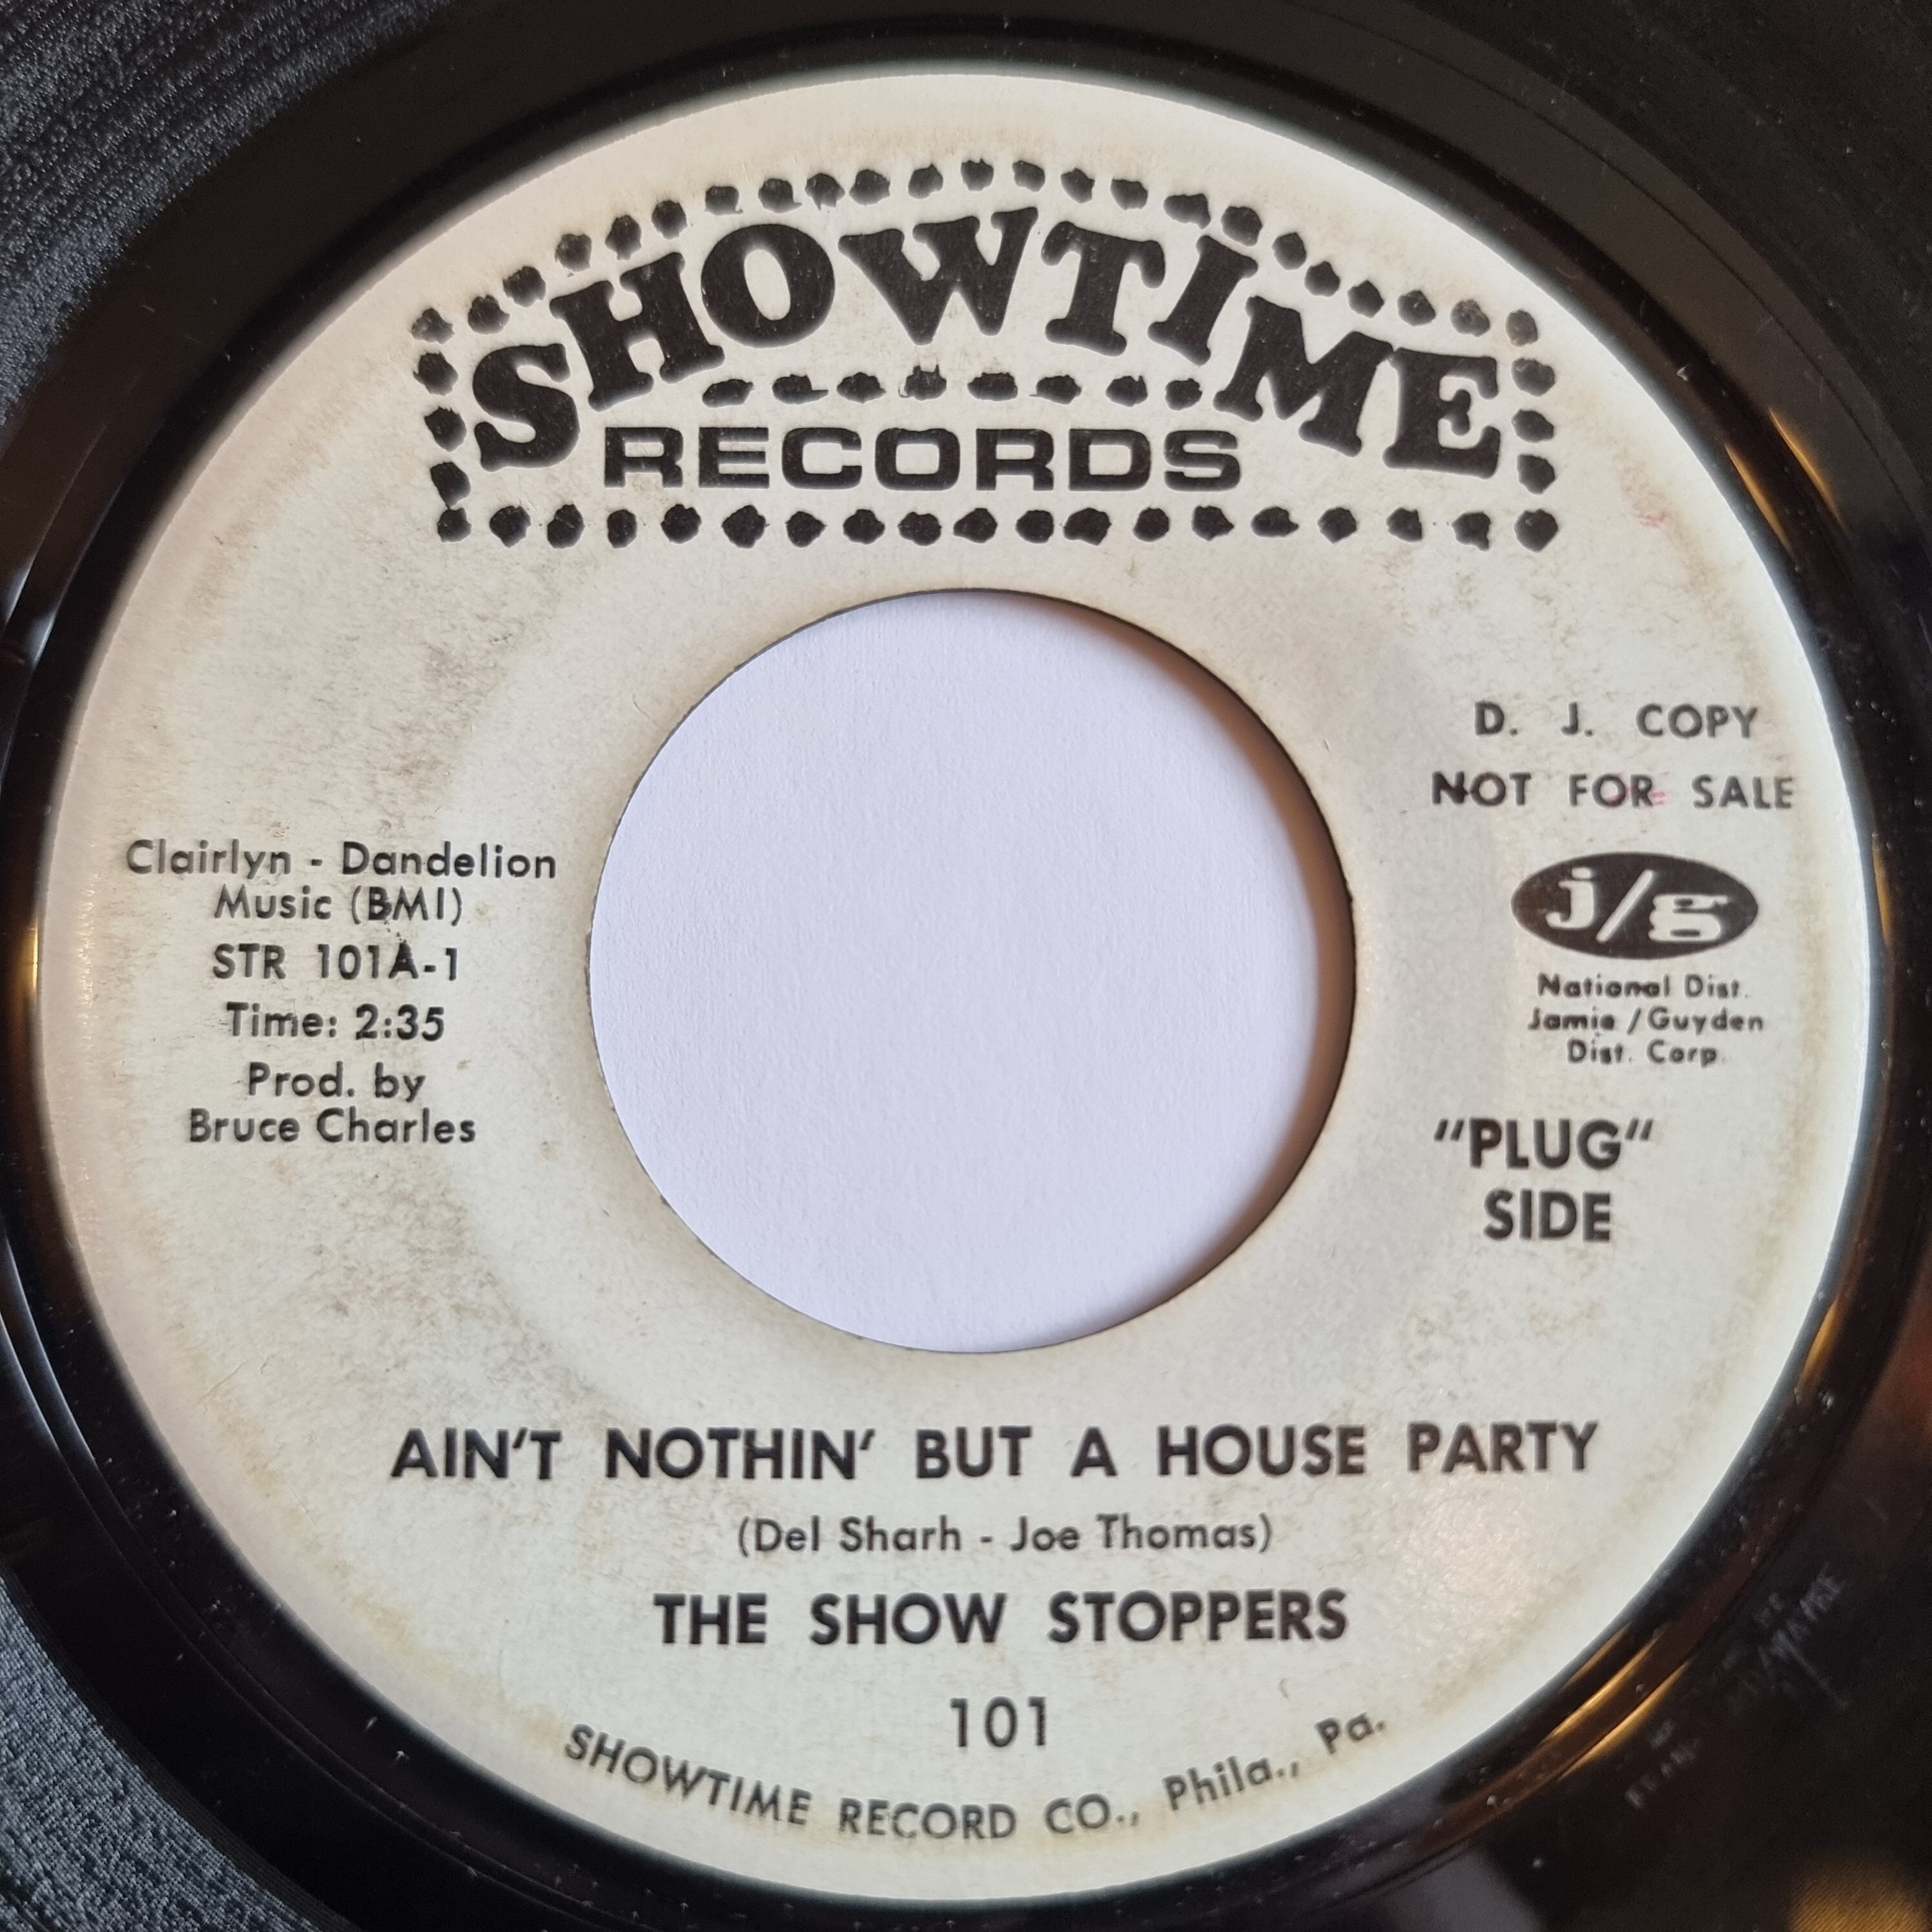 SHOWTIME
RECORDS
D. J. COPY
NOT FOR SALE
Clairlyn - Dandelion
Music (BMI)
STR 101A-1
Time: 2:35
Prod. by
Bruce Charles
j/g
National Dist.
Jamie / Guyden
Dist. Corp.
"PLUG"
SIDE
AIN'T NOTHIN' BUT A HOUSE PARTY
(Del Sharh - Joe Thomas)
THE SHOW STOPPERS
101
SHOWTIME RECORD CO., Phila., Pa.